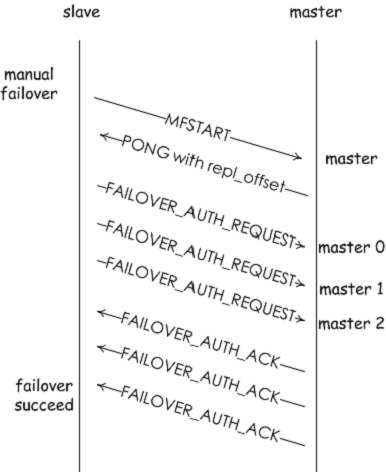 slave
master
manual
failover
MFSTART
master
PONG with repl_offset
FAILOVER_AUTH_REQUEST
master 0
FAILOVER_AUTH_REQUEST
master 1
FAILOVER_AUTH_REQUEST
master 2
FAILOVER_AUTH_ACK
FAILOVER_AUTH_ACK
failover
succeed
FAILOVER_AUTH_ACK